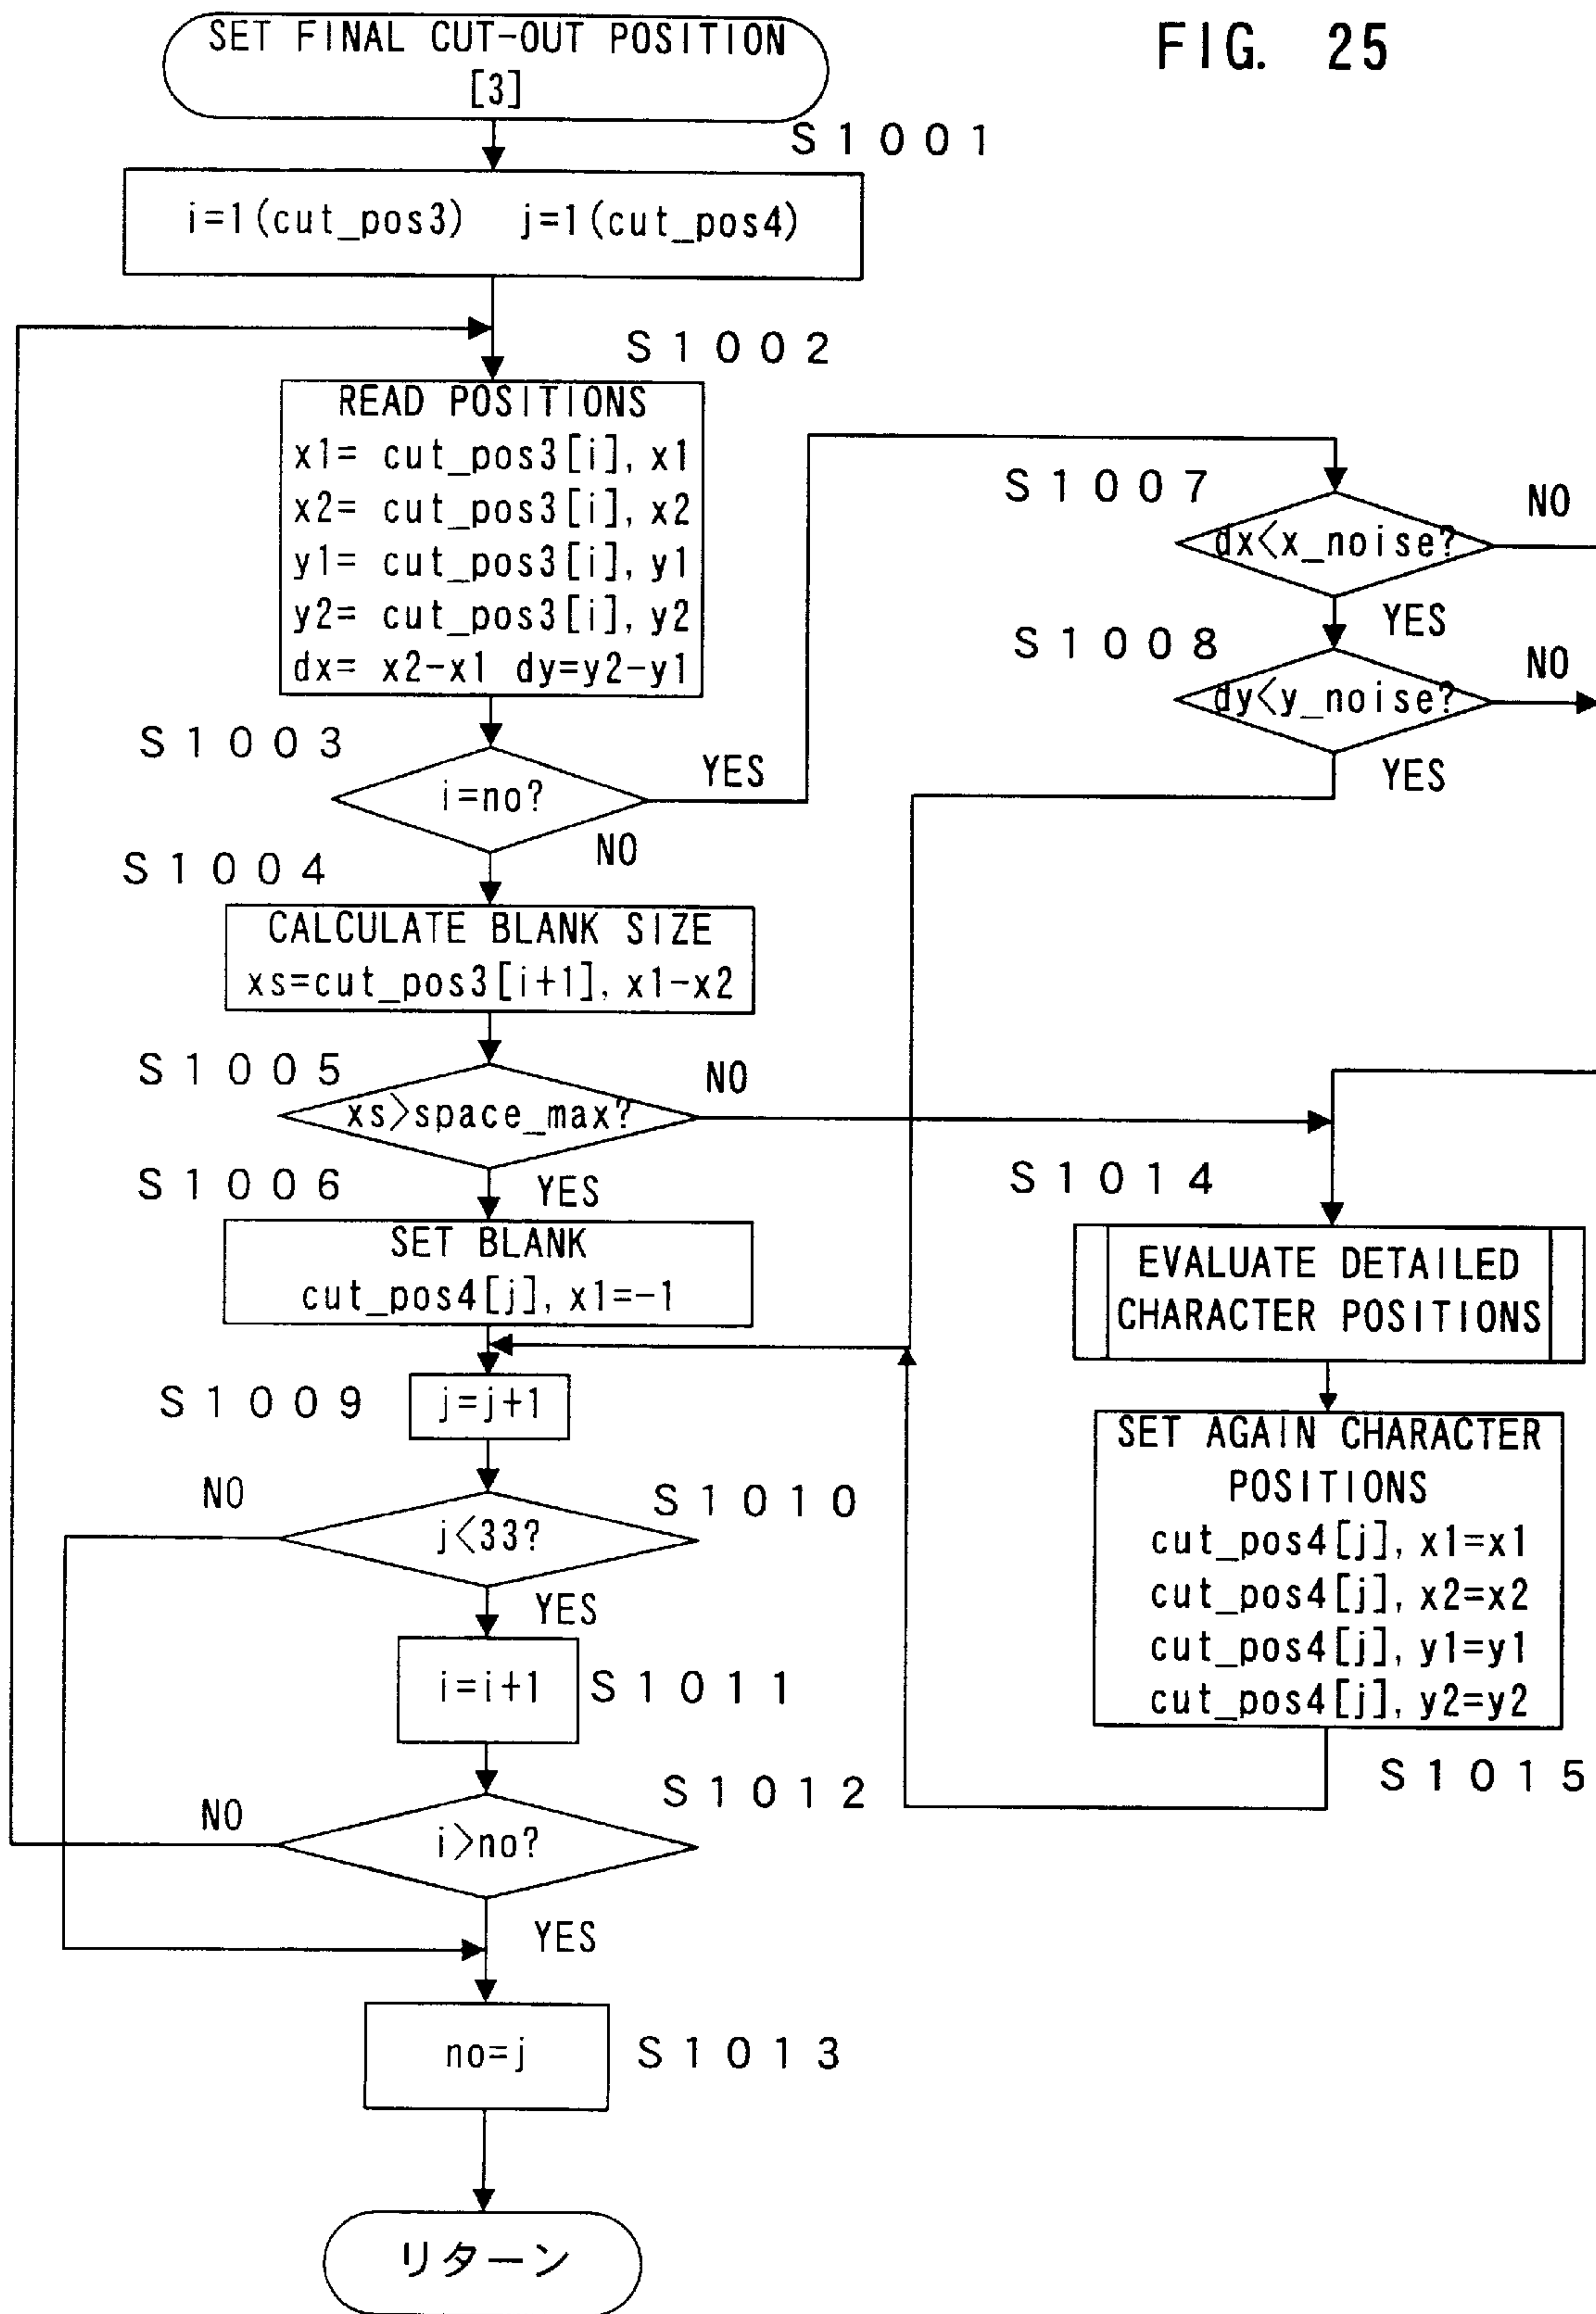 FIG. 25
SET FINAL CUT-OUT POSITION
[3]
S1001
i=1(cut_pos3) j=1(cut_pos4)
S1002
READ POSITIONS
x1= cut_pos3[i], x1
x2= cut_pos3[i], x2
y1= cut_pos3[i], y1
y2= cut_pos3[i], y2
dx= x2-x1 dy=y2-y1
S1003
i=no?
YES
NO
S1004
CALCULATE BLANK SIZE
xs=cut_pos3[i+1], x1-x2
S1005
xs>space_max?
NO
YES
S1006
SET BLANK
cut_pos4[j], x1=-1
S1007
dx<x_noise?
NO
YES
S1008
dy<y_noise?
NO
YES
S1009
j=j+1
S1010
j<33?
NO
YES
i=i+1
S1011
S1012
i>no?
NO
YES
no=j
S1013
リターン
S1014
EVALUATE DETAILED
CHARACTER POSITIONS
SET AGAIN CHARACTER
POSITIONS
cut_pos4[j], x1=x1
cut_pos4[j], x2=x2
cut_pos4[j], y1=y1
cut_pos4[j], y2=y2
S1015